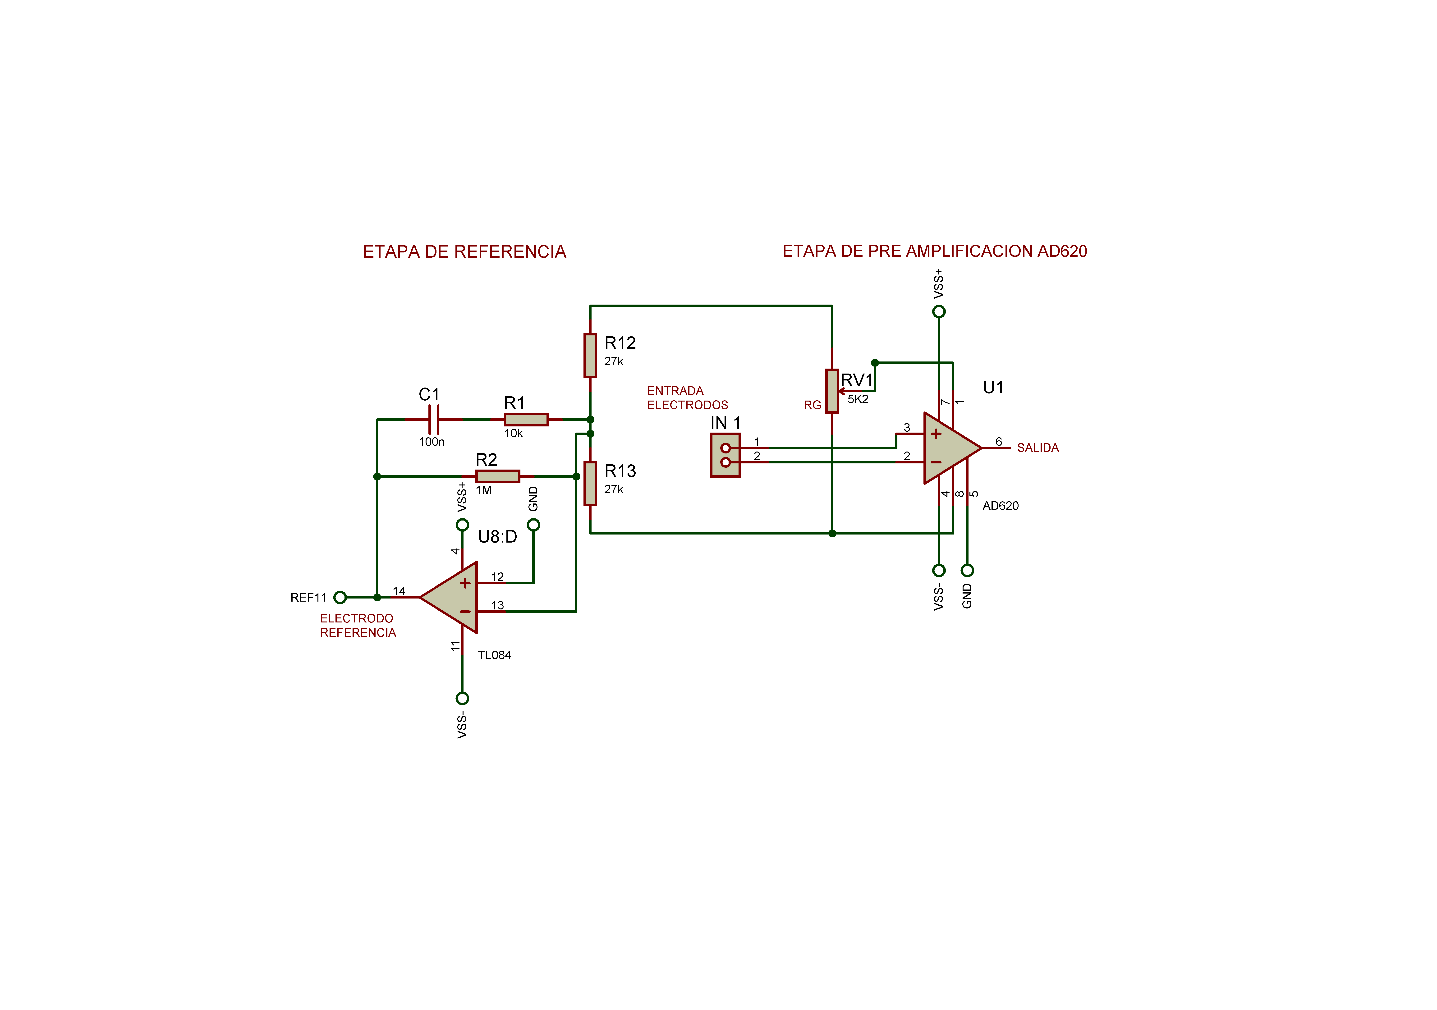 ETAPA DE REFERENCIA
ETAPA DE PRE AMPLIFICACION AD620
VSS+
R12
27k
C1
100n
R1
10k
ENTRADA
ELECTRODOS
IN 1
1
2
RG
RV1
5K2
7
1
U1
3
2
6
SALIDA
4
8
5
AD620
VSS-
GND
R2
1M
R13
27k
VSS+
GND
U8:D
4
12
13
14
REF11
ELECTRODO
REFERENCIA
11
TL084
VSS-